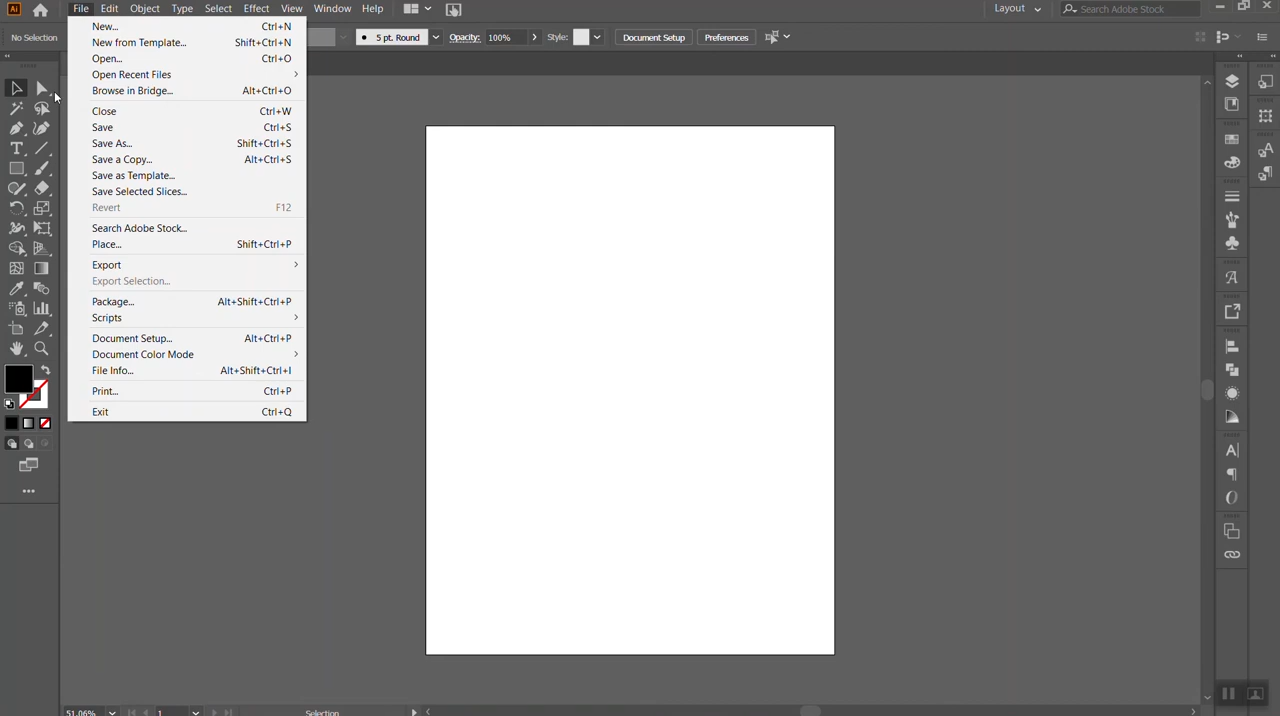 Ai File Edit Object Type Select Effect View Window Help Layout Search Adobe Stock
No Selection 5 pt. Round Opacity: 100% Style: Document Setup Preferences
New... Ctrl+N
New from Template... Shift+Ctrl+N
Open... Ctrl+O
Open Recent Files
Browse in Bridge... Alt+Ctrl+O
Close Ctrl+W
Save Ctrl+S
Save As... Shift+Ctrl+S
Save a Copy... Alt+Ctrl+S
Save as Template...
Save Selected Slices...
Revert F12
Search Adobe Stock...
Place... Shift+Ctrl+P
Export
Export Selection...
Package... Alt+Shift+Ctrl+P
Scripts
Document Setup... Alt+Ctrl+P
Document Color Mode
File Info... Alt+Shift+Ctrl+I
Print... Ctrl+P
Exit Ctrl+Q
51.06% 1 Selection